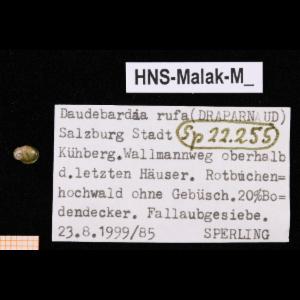 HNS-Malak-M_
Daudebardia rufa(DRAPARNAUD)
Salzburg Stadt Sp 22.255
Kühberg.Wallmannweg oberhalb
d.letzten Häuser. Rotbuchen=
hochwald ohne Gebüsch.20%Bo=
dendecker. Fallaubgesiebe.
23.8.1999/85 SPERLING